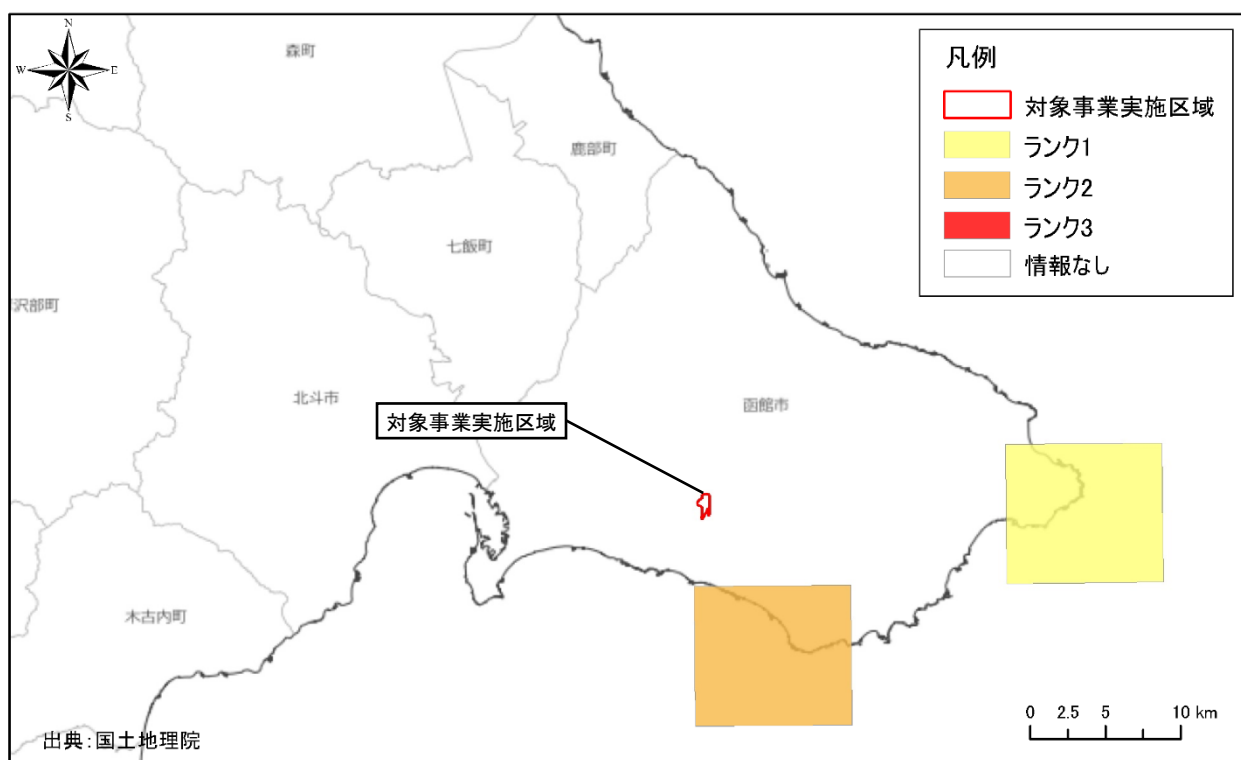 N
W
E
S
森町
鹿部町
七飯町
沢部町
北斗市
函館市
木古内町
対象事業実施区域
凡例
対象事業実施区域
ランク1
ランク2
ランク3
情報なし
0 2.5 5 10 km
出典：国土地理院